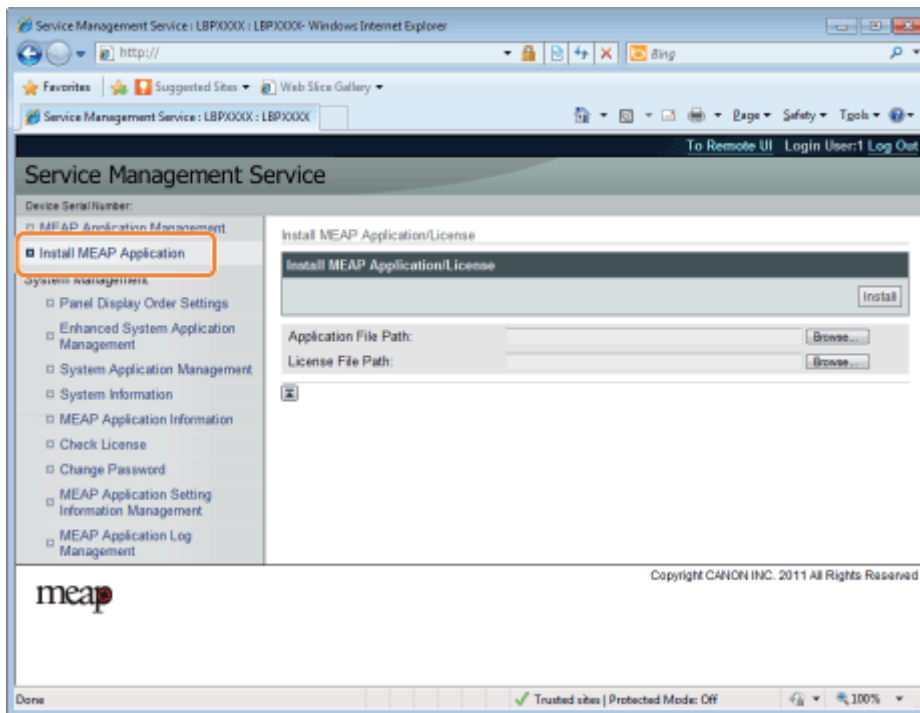 Service Management Service : LBPXXXX : LBPXXXX- Windows Internet Explorer
http://
Bing
Favorites
Suggested Sites
Web Slice Gallery
Service Management Service : LBPXXXX : LBPXXXX
Page
Safety
Tools
To Remote UI Login User:1 Log Out
Service Management Service
Device Serial Number:
MEAP Application Management
Install MEAP Application
System Management
Panel Display Order Settings
Enhanced System Application
Management
System Application Management
System Information
MEAP Application Information
Check License
Change Password
MEAP Application Setting
Information Management
MEAP Application Log
Management
Install MEAP Application/License
Install MEAP Application/License
Install
Application File Path:
Browse...
License File Path:
Browse...
Copyright CANON INC. 2011 All Rights Reserved
meap
Done
Trusted sites | Protected Mode: Off
100%